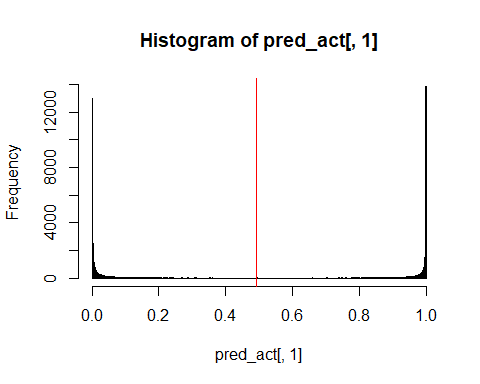 Histogram of pred_act[, 1]
Frequency
12000
8000
4000
0
0.0 0.2 0.4 0.6 0.8 1.0
pred_act[, 1]